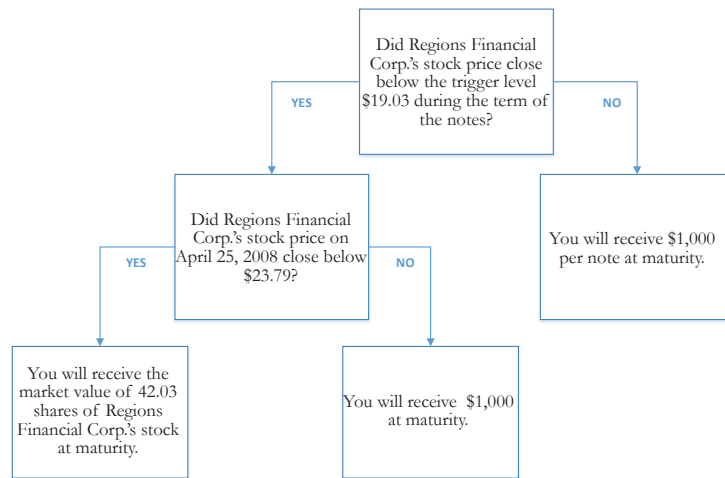 Did Regions Financial
Corp.'s stock price close
below the trigger level
$19.03 during the term of
the notes?
YES
NO
Did Regions Financial
Corp.'s stock price on
April 25, 2008 close below
$23.79?
You will receive $1,000
per note at maturity.
YES
NO
You will receive the
market value of 42.03
shares of Regions
Financial Corp.'s stock
at maturity.
You will receive $1,000
at maturity.